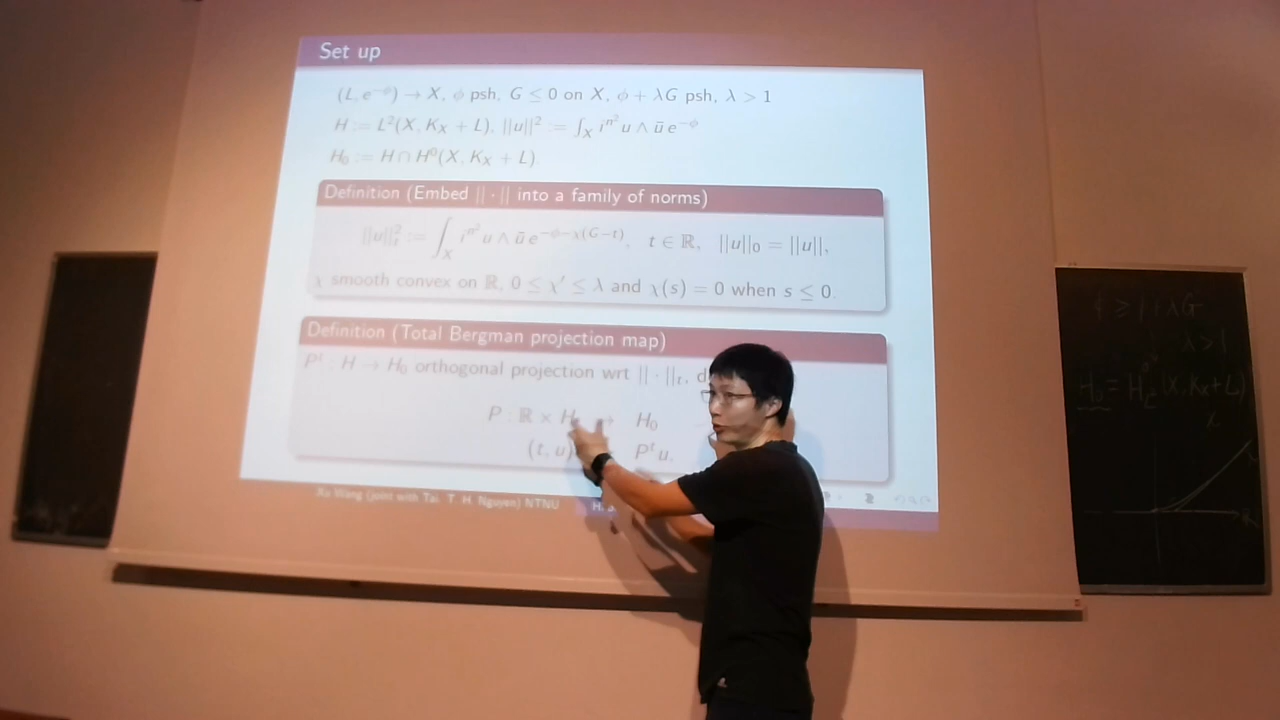 Set up
(L, e^{-ϕ}) → X, ϕ psh, G ≤ 0 on X, ϕ + λG psh, λ > 1
H := L²(X, K_X + L), ||u||² := ∫_X i^{n²} u ∧ ū e^{-ϕ}
H₀ := H ∩ H⁰(X, K_X + L).
Definition (Embed || · || into a family of norms)
||u||²_t := ∫_X i^{n²} u ∧ ū e^{-ϕ-χ(G-t)}, t ∈ ℝ, ||u||₀ = ||u||,
χ smooth convex on ℝ, 0 ≤ χ′ ≤ λ and χ(s) = 0 when s ≤ 0.
Definition (Total Bergman projection map)
P^t : H → H₀ orthogonal projection wrt || · ||_t,
P : ℝ × H → H₀
(t, u) P^t u.
Xu Wang (joint with Tai. T. H. Nguyen) NTNU
λG
λ > 1
H₀ = (X, K_X + L)